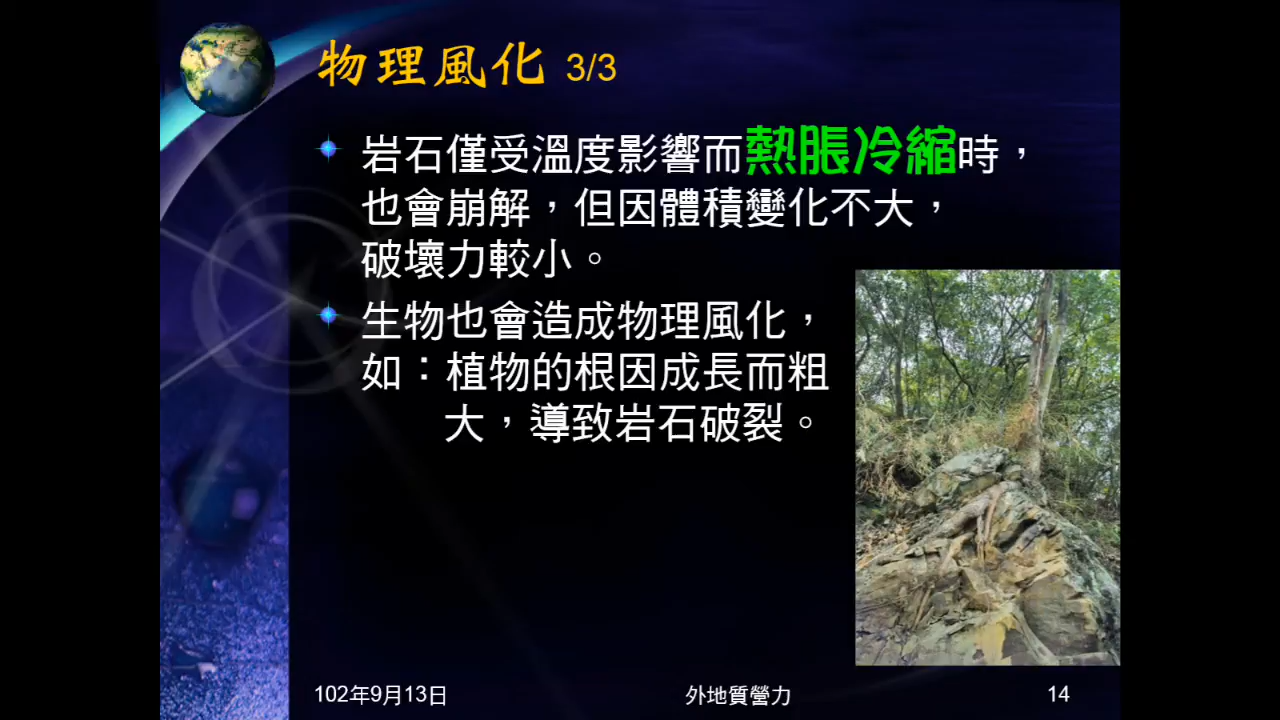 物理風化 3/3
岩石僅受溫度影響而熱脹冷縮時，
也會崩解，但因體積變化不大，
破壞力較小。
生物也會造成物理風化，
如：植物的根因成長而粗
大，導致岩石破裂。
102年9月13日
外地質營力
14